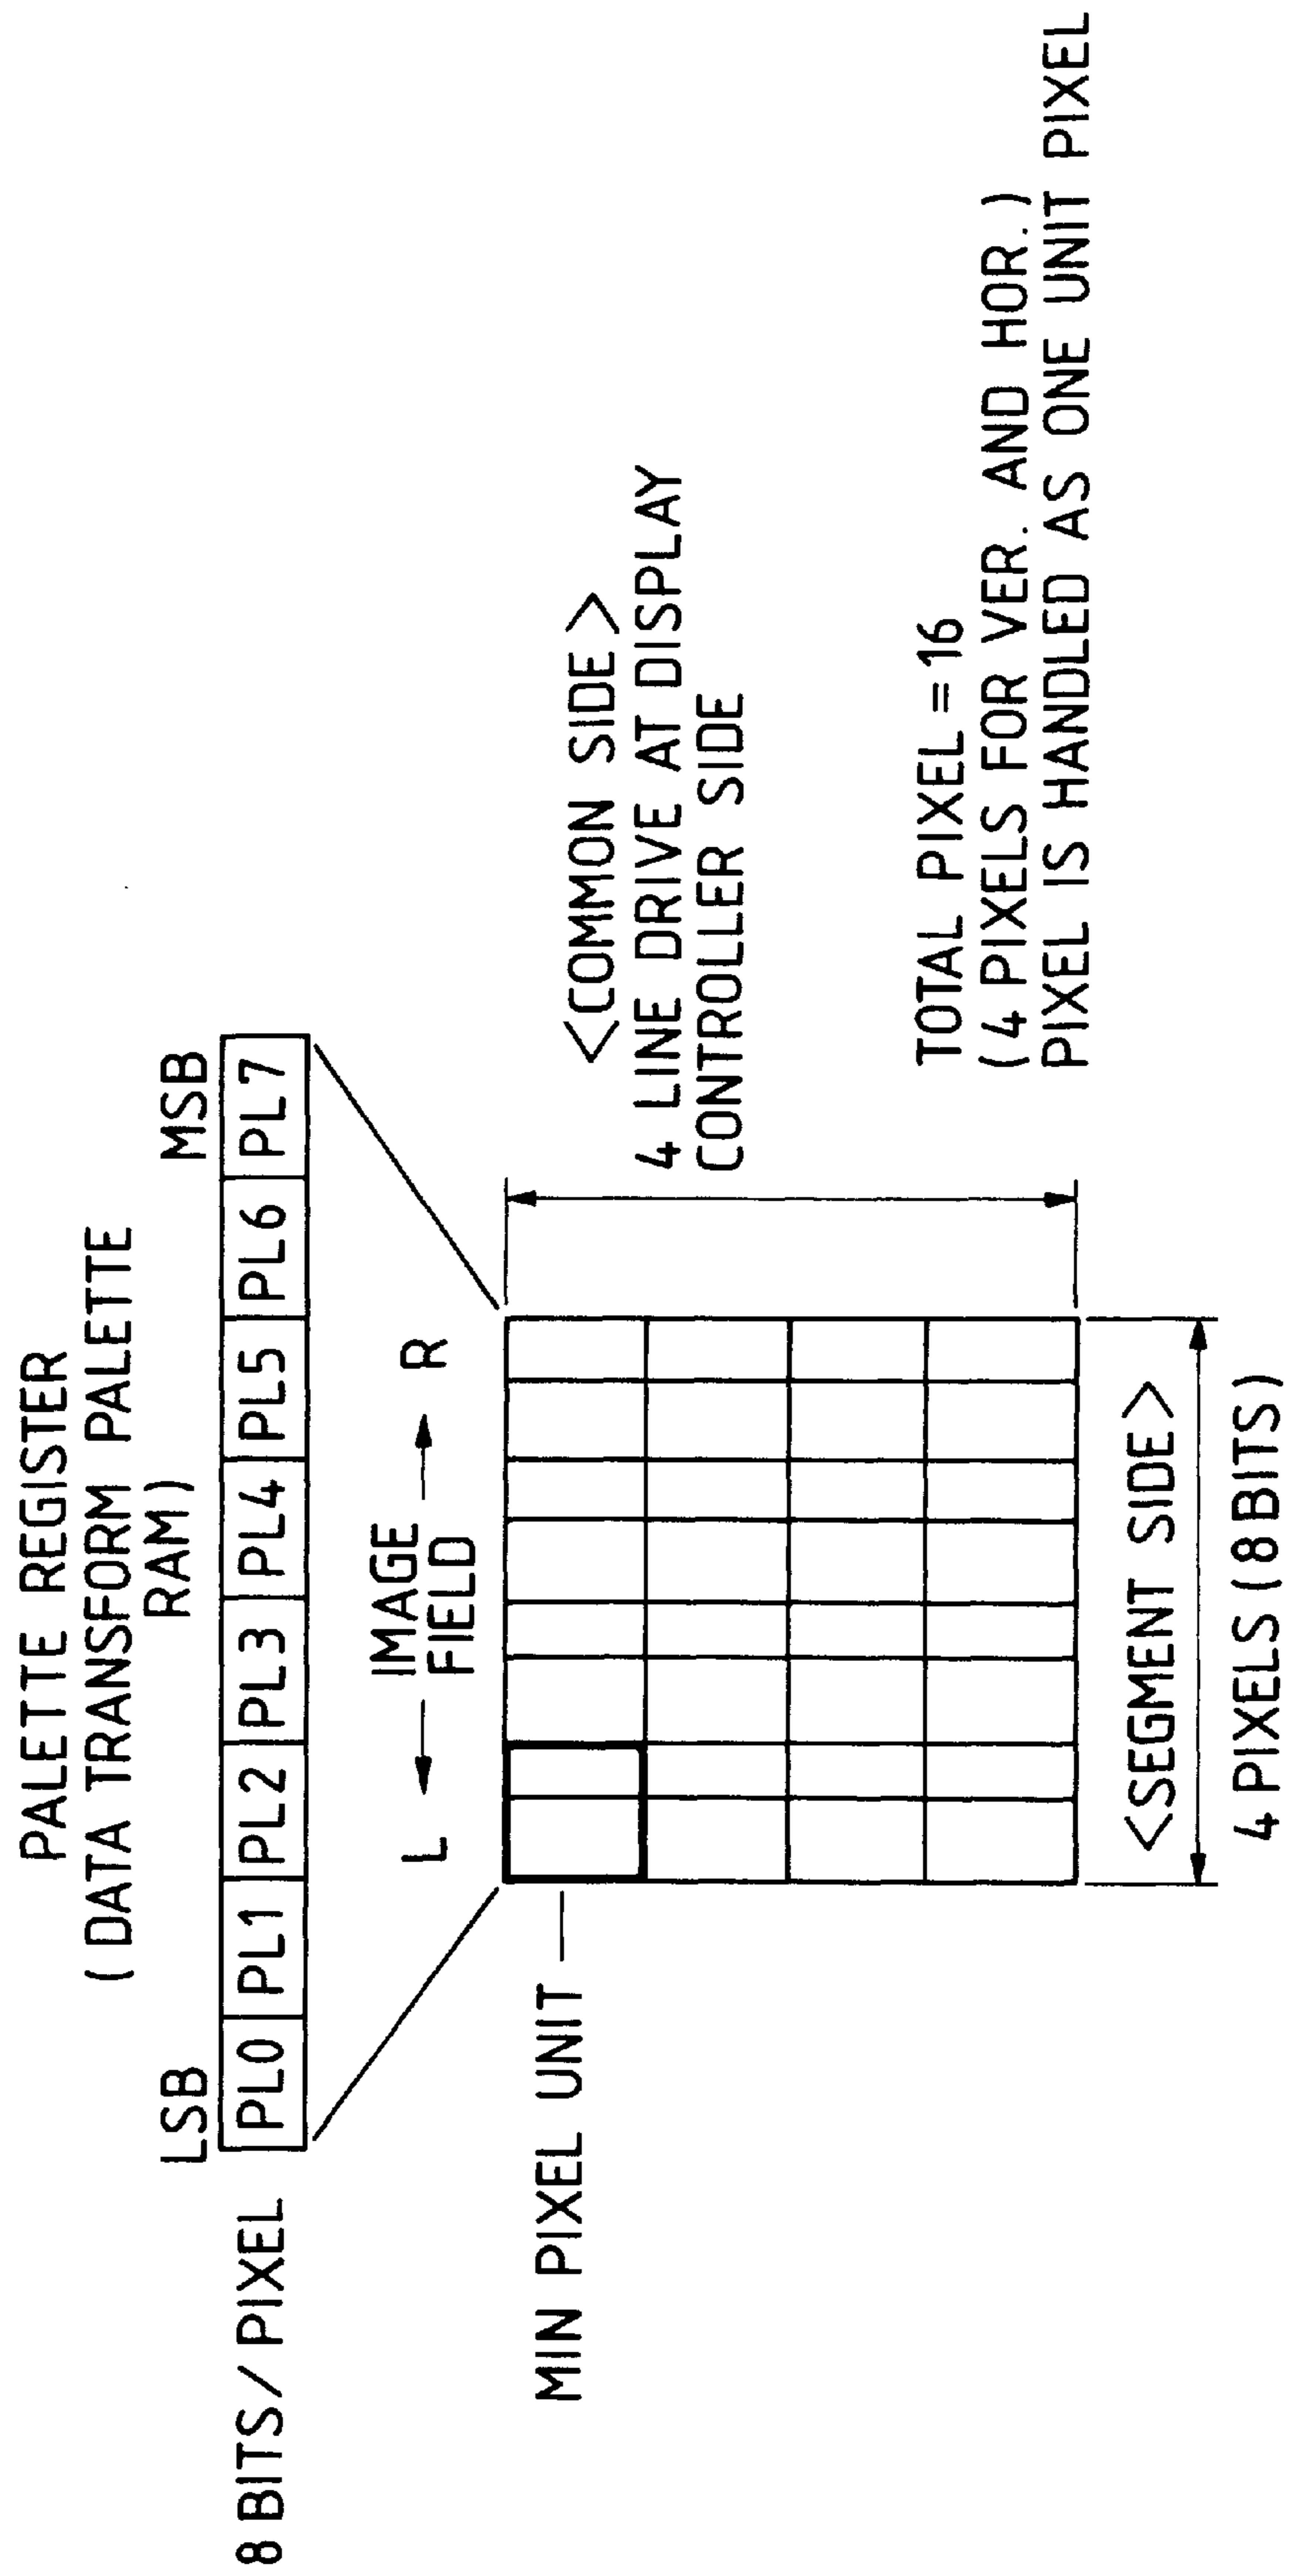 PALETTE REGISTER
(DATA TRANSFORM PALETTE
RAM)
LSB
MSB
8 BITS/PIXEL
PL0 PL1 PL2 PL3 PL4 PL5 PL6 PL7
L
IMAGE
FIELD
R
MIN PIXEL UNIT
<COMMON SIDE>
4 LINE DRIVE AT DISPLAY
CONTROLLER SIDE
<SEGMENT SIDE>
4 PIXELS (8 BITS)
TOTAL PIXEL = 16
(4 PIXELS FOR VER. AND HOR.)
PIXEL IS HANDLED AS ONE UNIT PIXEL